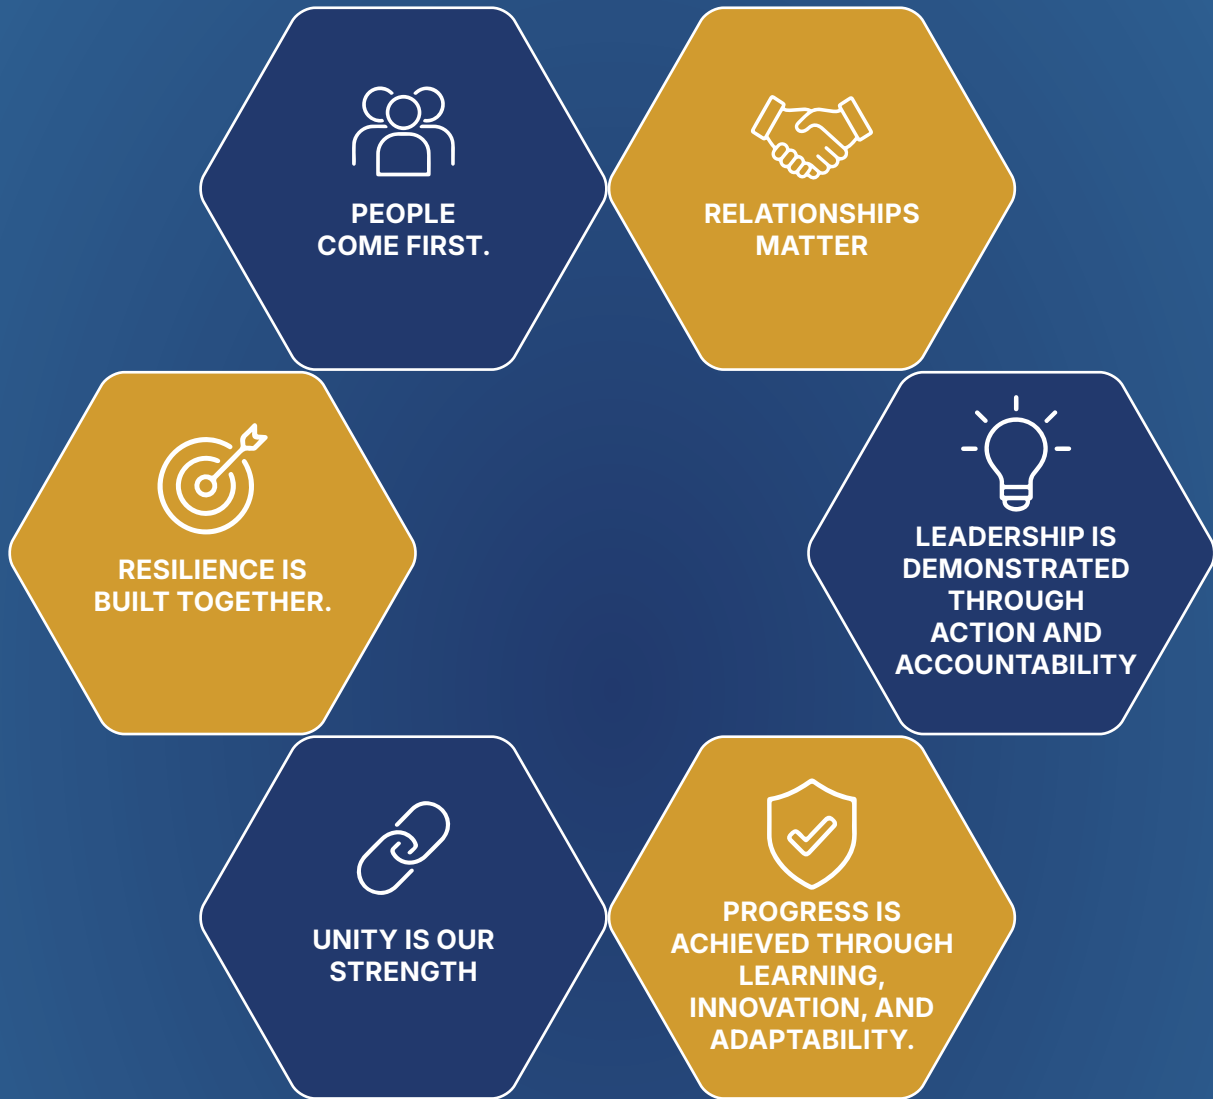 PEOPLE
COME FIRST.
RELATIONSHIPS
MATTER
RESILIENCE IS
BUILT TOGETHER.
LEADERSHIP IS
DEMONSTRATED
THROUGH
ACTION AND
ACCOUNTABILITY
UNITY IS OUR
STRENGTH
PROGRESS IS
ACHIEVED THROUGH
LEARNING,
INNOVATION, AND
ADAPTABILITY.